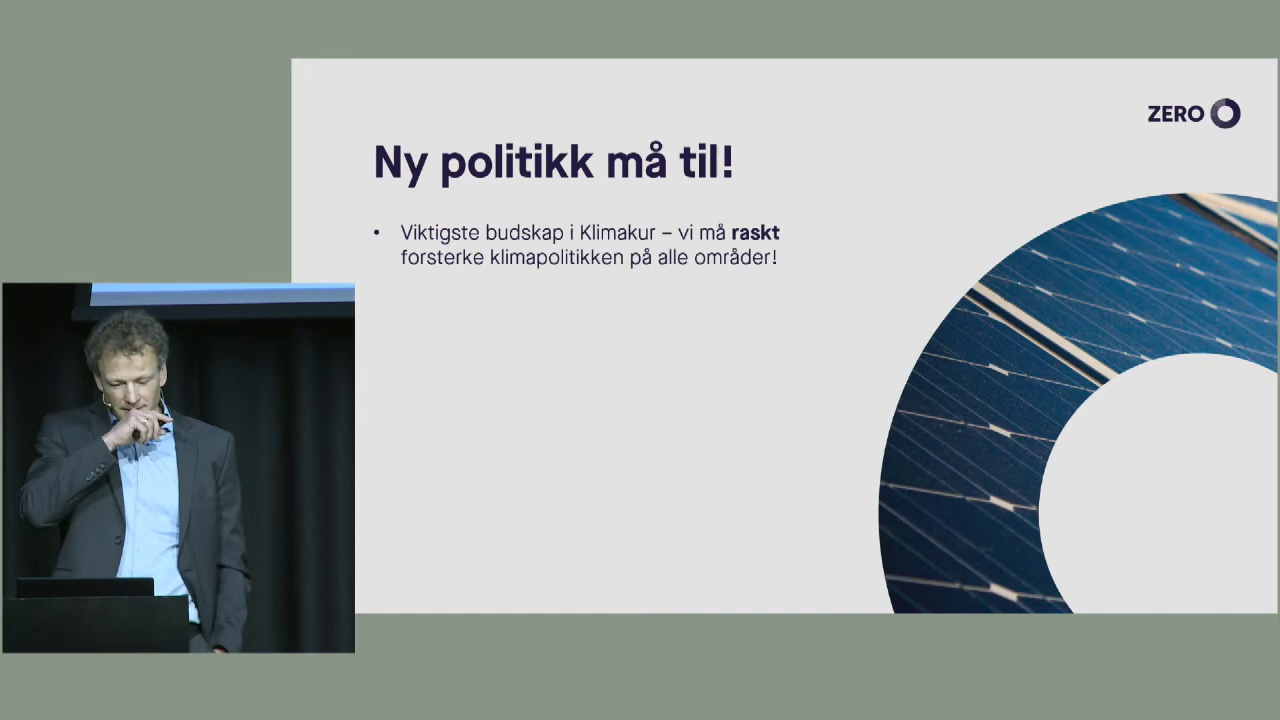 ZERO
Ny politikk må til!
• Viktigste budskap i Klimakur – vi må raskt
forsterke klimapolitikken på alle områder!